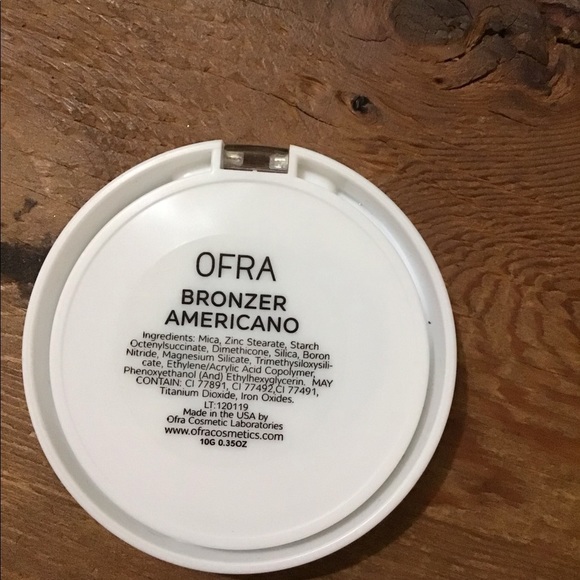 OFRA
BRONZER
AMERICANO
Ingredients: Mica, Zinc Stearate, Starch
Octenylsuccinate, Dimethicone, Silica, Boron
Nitride, Magnesium Silicate, Trimethysiloxysili-
cate, Ethylene/Acrylic Acid Copolymer,
Phenoxyethanol (And) Ethylhexyglycerin. MAY
CONTAIN: CI 77891, CI 77492,CI 77491,
Titanium Dioxide, Iron Oxides.
LT:120119
Made in the USA by
Ofra Cosmetic Laboratories
www.ofracosmetics.com
10G 0.35OZ